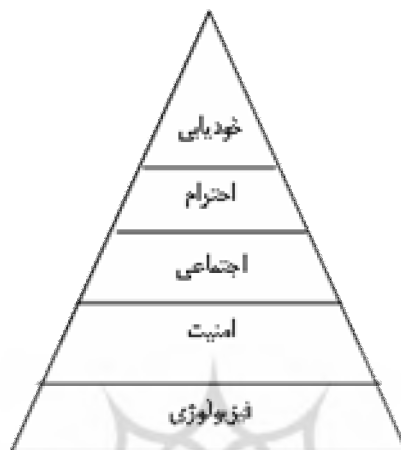 خودیابی
احترام
اجتماعی
امنیت
فیزیولوژی